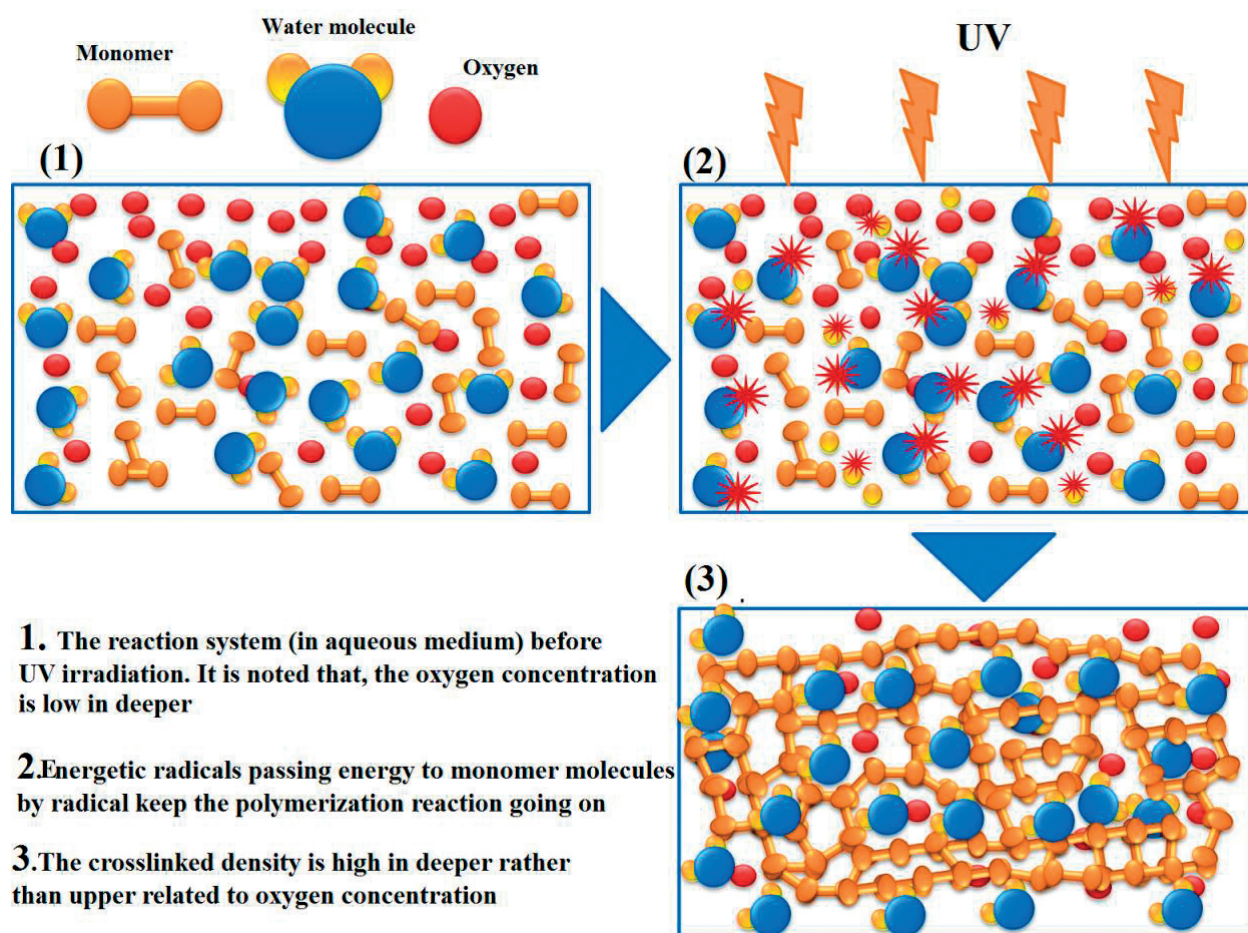 Water molecule
Monomer
Oxygen
UV
(1)
(2)
(3)
1. The reaction system (in aqueous medium) before
UV irradiation. It is noted that, the oxygen concentration
is low in deeper
2.Energetic radicals passing energy to monomer molecules
by radical keep the polymerization reaction going on
3.The crosslinked density is high in deeper rather
than upper related to oxygen concentration